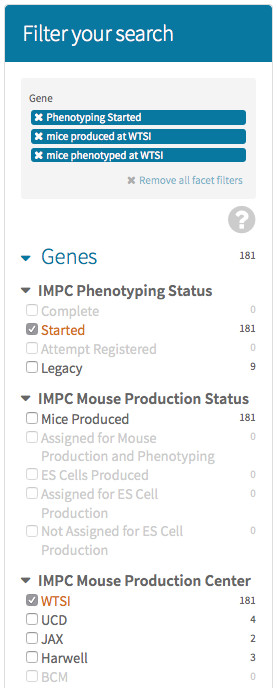 Filter your search
Gene
✖ Phenotyping Started
✖ mice produced at WTSI
✖ mice phenotyped at WTSI
✖ Remove all facet filters
?
Genes 181
IMPC Phenotyping Status
Complete 0
Started 181
Attempt Registered 0
Legacy 9
IMPC Mouse Production Status
Mice Produced 181
Assigned for Mouse 0
Production and Phenotyping
ES Cells Produced 0
Assigned for ES Cell 0
Production
Not Assigned for ES Cell 0
Production
IMPC Mouse Production Center
WTSI 181
UCD 4
JAX 2
Harwell 3
BCM 0